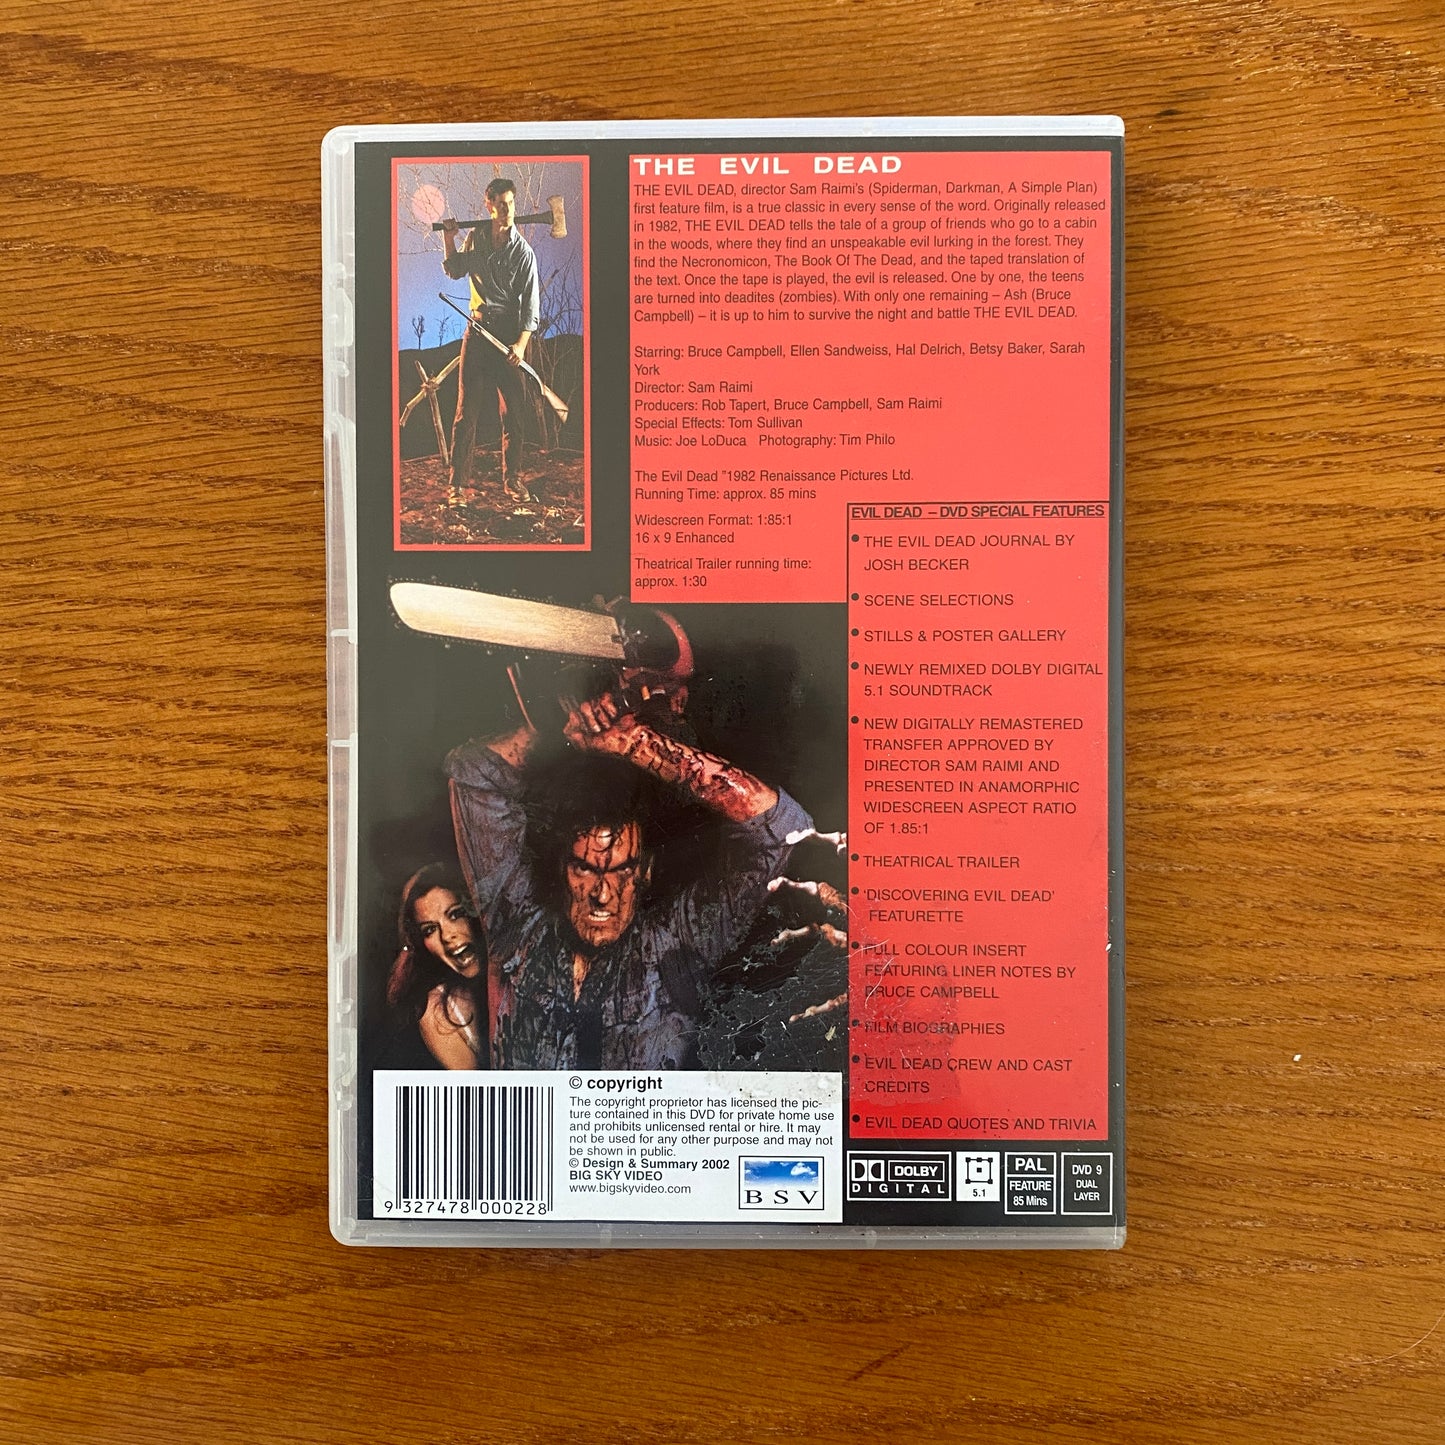 THE EVIL DEAD
THE EVIL DEAD, director Sam Raimi's (Spiderman, Darkman, A Simple Plan)
first feature film, is a true classic in every sense of the word. Originally released
in 1982, THE EVIL DEAD tells the tale of a group of friends who go to a cabin
in the woods, where they find an unspeakable evil lurking in the forest. They
find the Necronomicon, The Book Of The Dead, and the taped translation of
the text. Once the tape is played, the evil is released. One by one, the teens
are turned into deadites (zombies). With only one remaining – Ash (Bruce
Campbell) – it is up to him to survive the night and battle THE EVIL DEAD.
Starring: Bruce Campbell, Ellen Sandweiss, Hal Delrich, Betsy Baker, Sarah
York
Director: Sam Raimi
Producers: Rob Tapert, Bruce Campbell, Sam Raimi
Special Effects: Tom Sullivan
Music: Joe LoDuca Photography: Tim Philo
The Evil Dead "1982 Renaissance Pictures Ltd.
Running Time: approx. 85 mins
Widescreen Format: 1:85:1
16 x 9 Enhanced
Theatrical Trailer running time:
approx. 1:30
EVIL DEAD – DVD SPECIAL FEATURES
• THE EVIL DEAD JOURNAL BY
JOSH BECKER
• SCENE SELECTIONS
• STILLS & POSTER GALLERY
• NEWLY REMIXED DOLBY DIGITAL
5.1 SOUNDTRACK
• NEW DIGITALLY REMASTERED
TRANSFER APPROVED BY
DIRECTOR SAM RAIMI AND
PRESENTED IN ANAMORPHIC
WIDESCREEN ASPECT RATIO
OF 1.85:1
• THEATRICAL TRAILER
• 'DISCOVERING EVIL DEAD'
FEATURETTE
• FULL COLOUR INSERT
FEATURING LINER NOTES BY
BRUCE CAMPBELL
• FILM BIOGRAPHIES
• EVIL DEAD CREW AND CAST
CREDITS
• EVIL DEAD QUOTES AND TRIVIA
© copyright
The copyright proprietor has licensed the pic-
ture contained in this DVD for private home use
and prohibits unlicensed rental or hire. It may
not be used for any other purpose and may not
be shown in public.
© Design & Summary 2002
BIG SKY VIDEO
www.bigskyvideo.com
BSV
9 327478 000228
DOLBY
DIGITAL
5.1
PAL
FEATURE
85 Mins
DVD 9
DUAL
LAYER